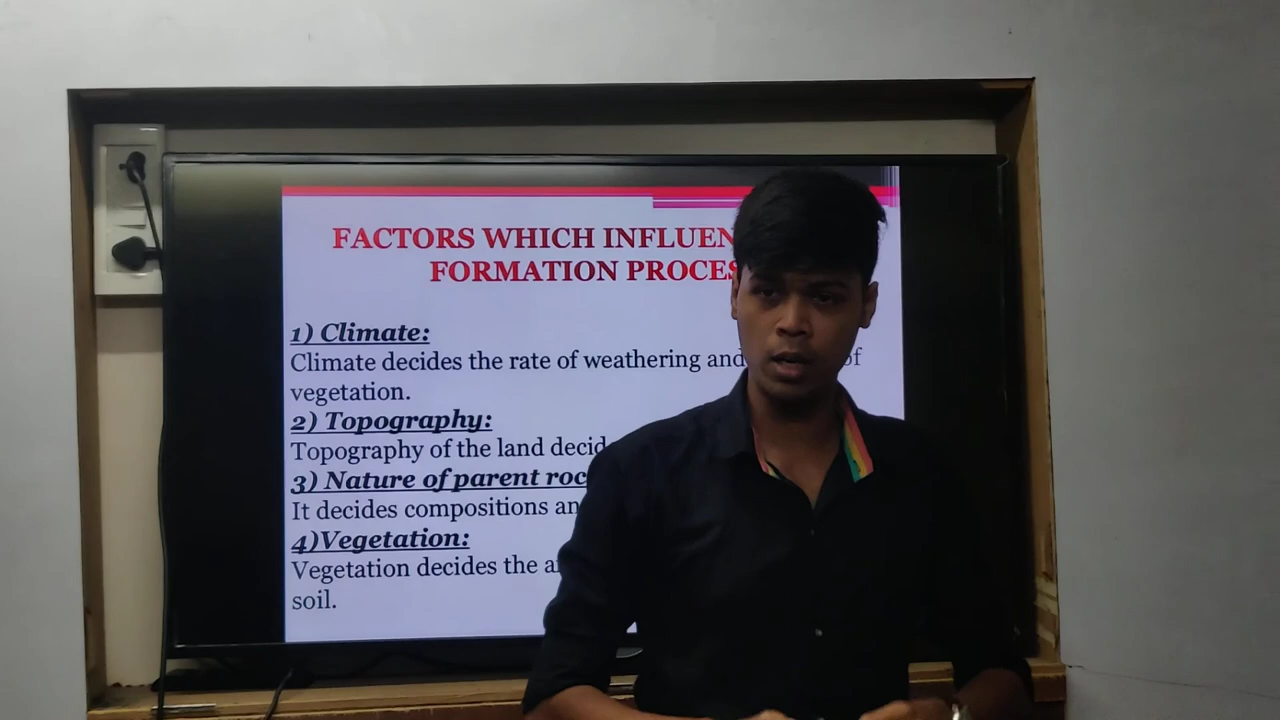 FACTORS WHICH INFLUEN
FORMATION PROCES
1) Climate:
Climate decides the rate of weathering and of
vegetation.
2) Topography:
Topography of the land decid
3) Nature of parent roc
It decides compositions an
4)Vegetation:
Vegetation decides the a
soil.